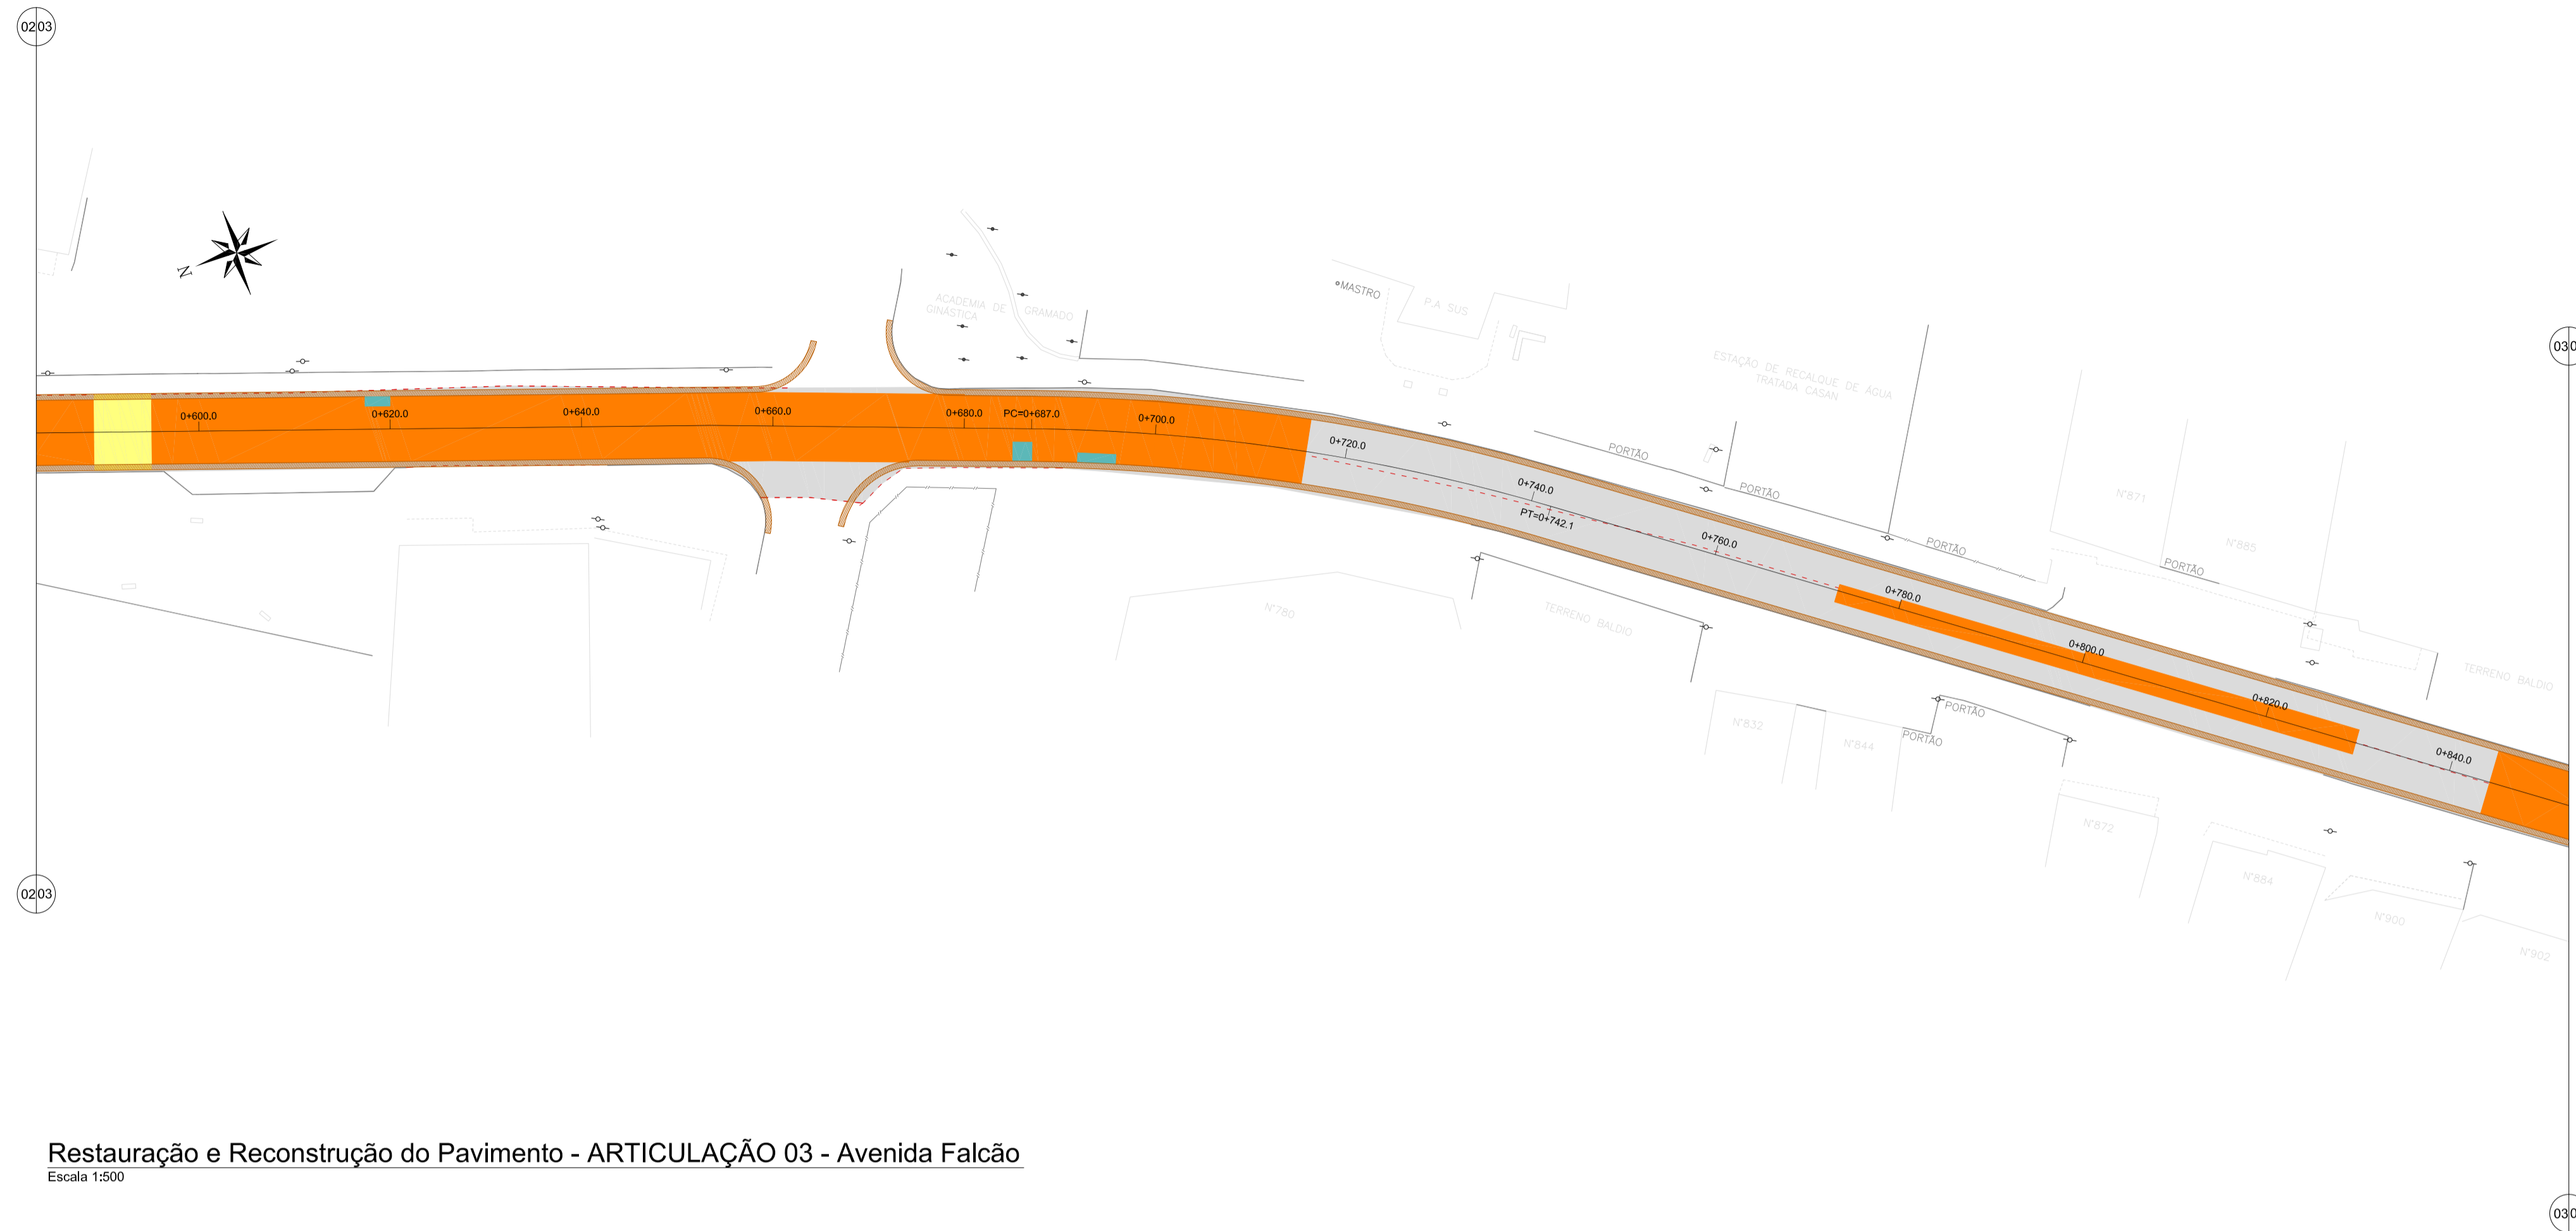 02 03
N
ACADEMIA DE
GINÁSTICA
GRAMADO
MASTRO
P.A SUS
ESTAÇÃO DE RECALQUE DE ÁGUA
TRATADA CASAN
03 0
0+600.0
0+620.0
0+640.0
0+660.0
0+680.0
PC=0+687.0
0+700.0
0+720.0
0+740.0
PT=0+742.1
0+760.0
0+780.0
0+800.0
0+820.0
0+840.0
PORTÃO
PORTÃO
PORTÃO
PORTÃO
N°871
N°885
TERRENO BALDIO
N°780
TERRENO BALDIO
N°832
N°844
PORTÃO
PORTÃO
N°872
N°884
N°900
N°902
02 03
Restauração e Reconstrução do Pavimento - ARTICULAÇÃO 03 - Avenida Falcão
Escala 1:500
03 0